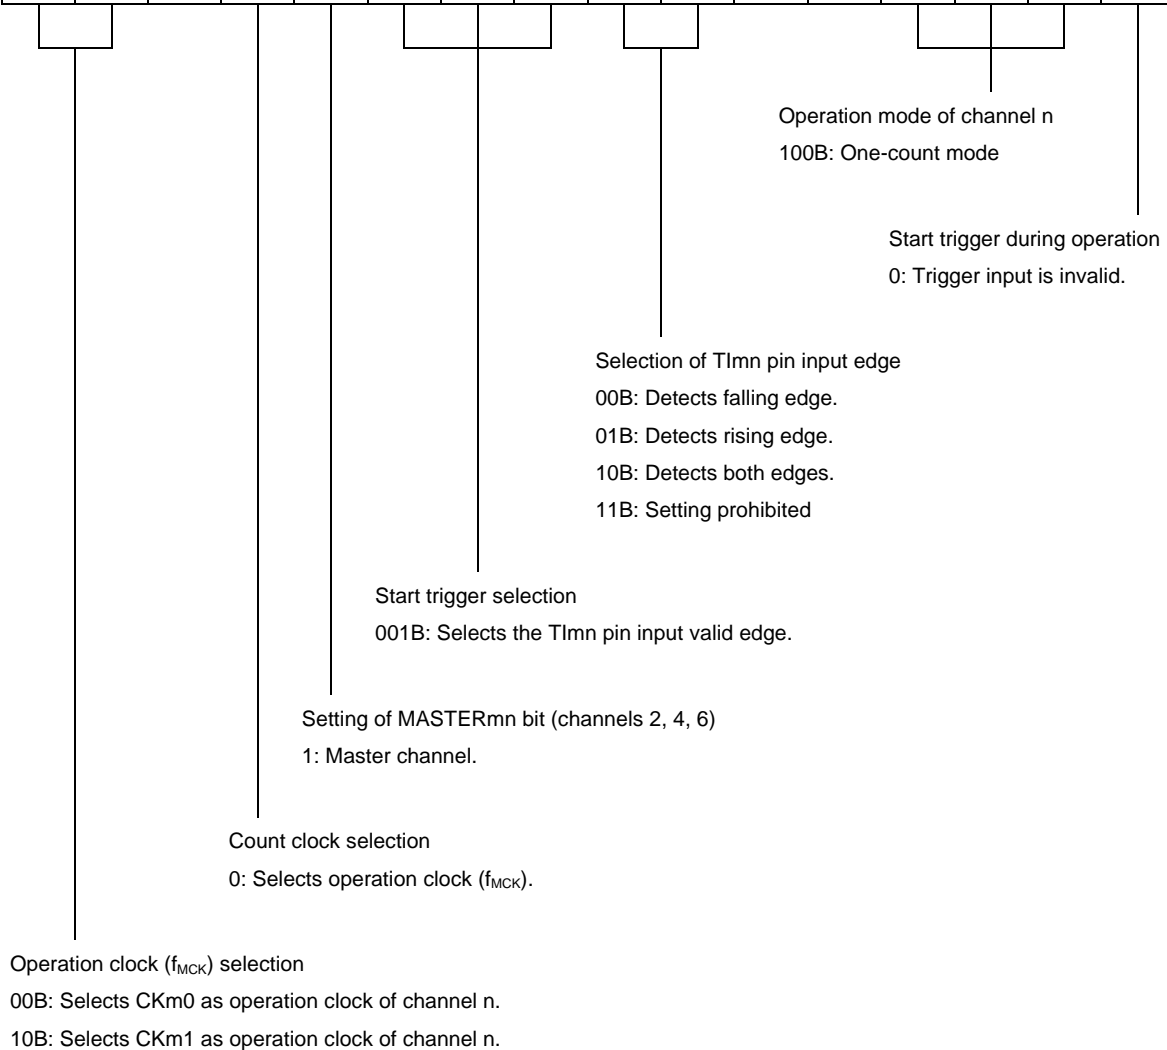 Operation mode of channel n
100B: One-count mode
Start trigger during operation
0: Trigger input is invalid.
Selection of TImn pin input edge
00B: Detects falling edge.
01B: Detects rising edge.
10B: Detects both edges.
11B: Setting prohibited
Start trigger selection
001B: Selects the TImn pin input valid edge.
Setting of MASTERmn bit (channels 2, 4, 6)
1: Master channel.
Count clock selection
0: Selects operation clock (fMCK).
Operation clock (fMCK) selection
00B: Selects CKm0 as operation clock of channel n.
10B: Selects CKm1 as operation clock of channel n.